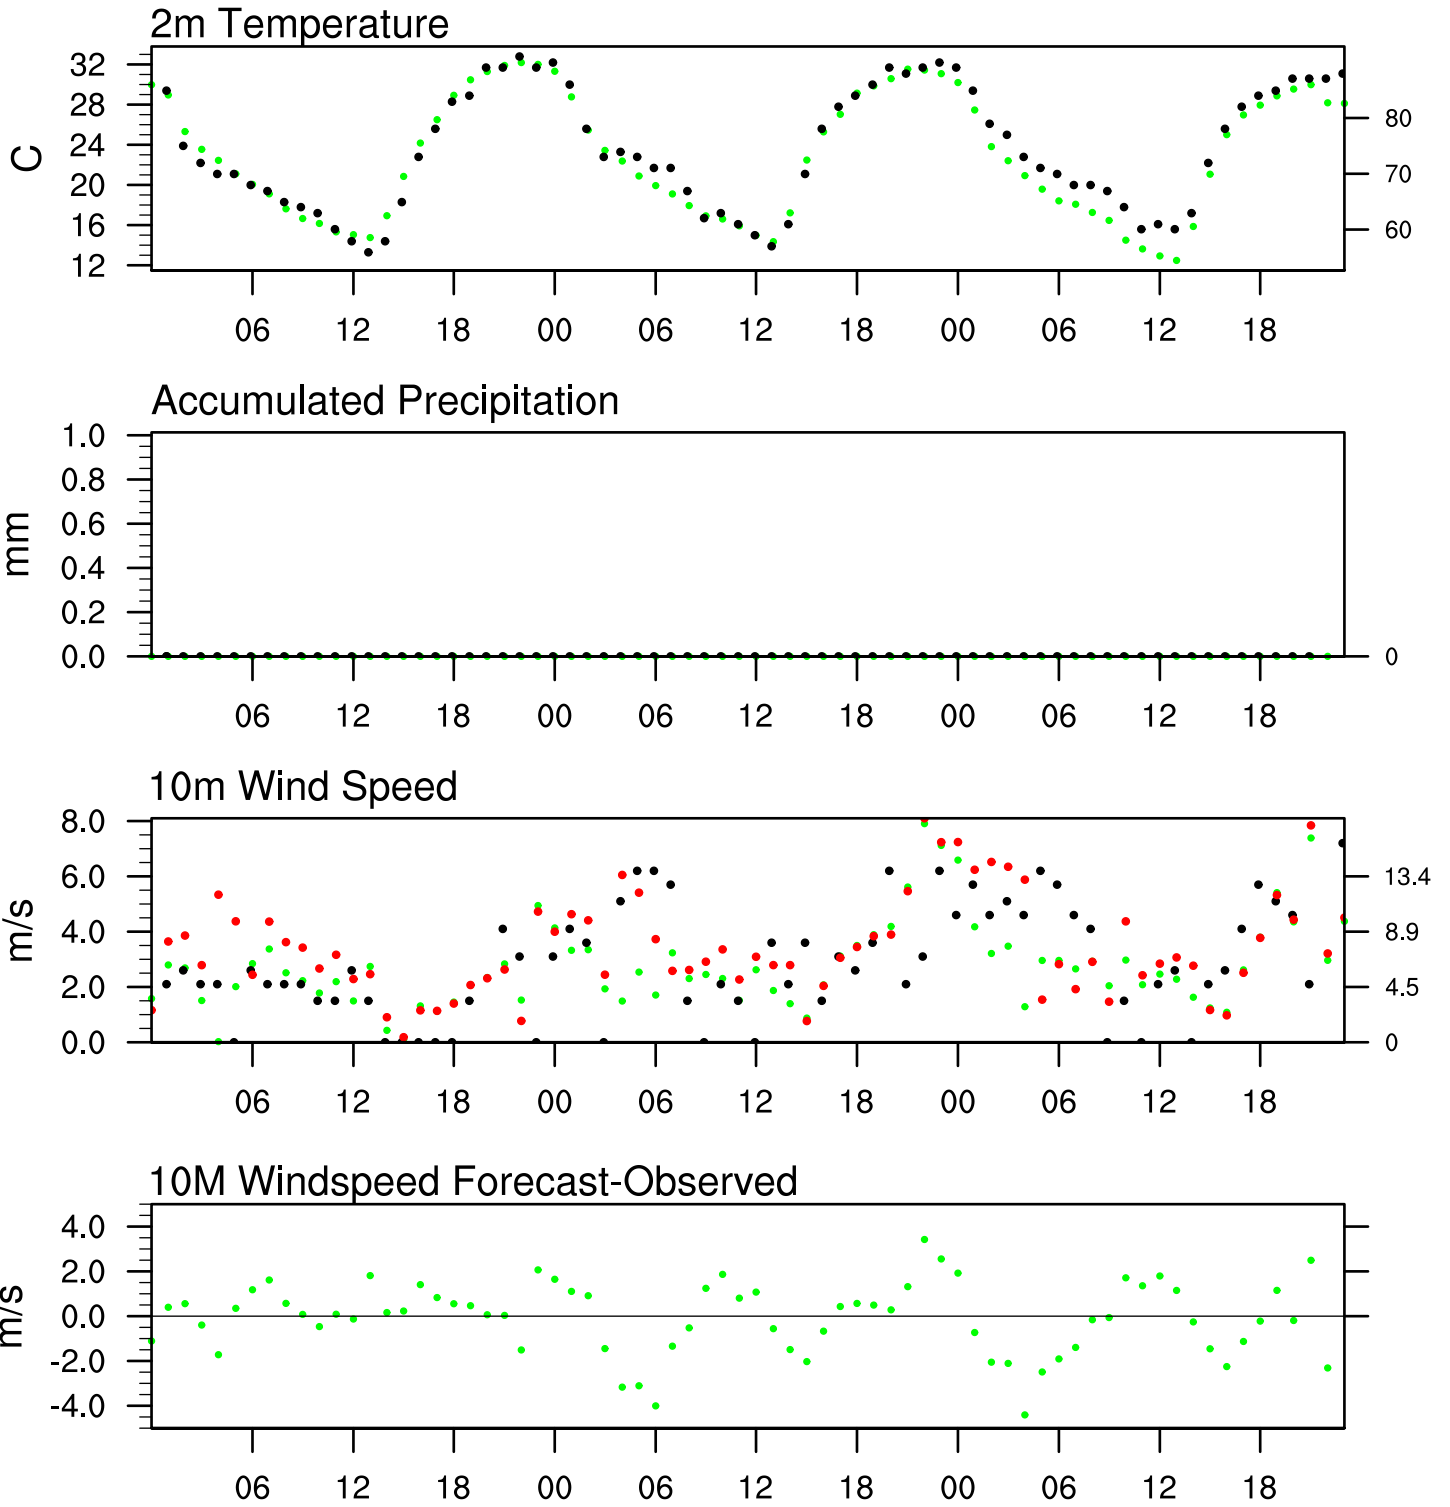 2m Temperature
32
28
24
20
16
12
C
80
70
60
06 12 18 00 06 12 18 00 06 12 18
Accumulated Precipitation
1.0
0.8
0.6
0.4
0.2
0.0
mm
0
06 12 18 00 06 12 18 00 06 12 18
10m Wind Speed
8.0
6.0
4.0
2.0
0.0
m/s
13.4
8.9
4.5
0
06 12 18 00 06 12 18 00 06 12 18
10M Windspeed Forecast-Observed
4.0
2.0
0.0
-2.0
-4.0
m/s
06 12 18 00 06 12 18 00 06 12 18